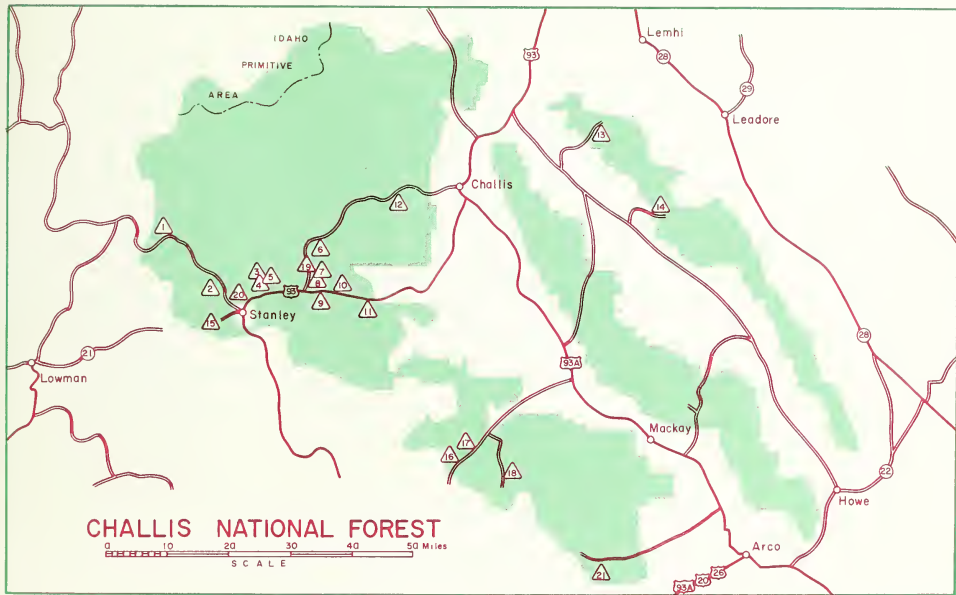 IDAHO
PRIMITIVE
AREA
93
Lemhi
28
29
Leadore
13
Challis
12
14
1
6
3
5
4
19
7
8
10
2
20
93
9
11
15
Stanley
21
Lowman
28
93A
Mackay
17
16
18
22
Howe
CHALLIS NATIONAL FOREST
0 10 20 30 40 50 Miles
SCALE
Arco
21
26
20
93A